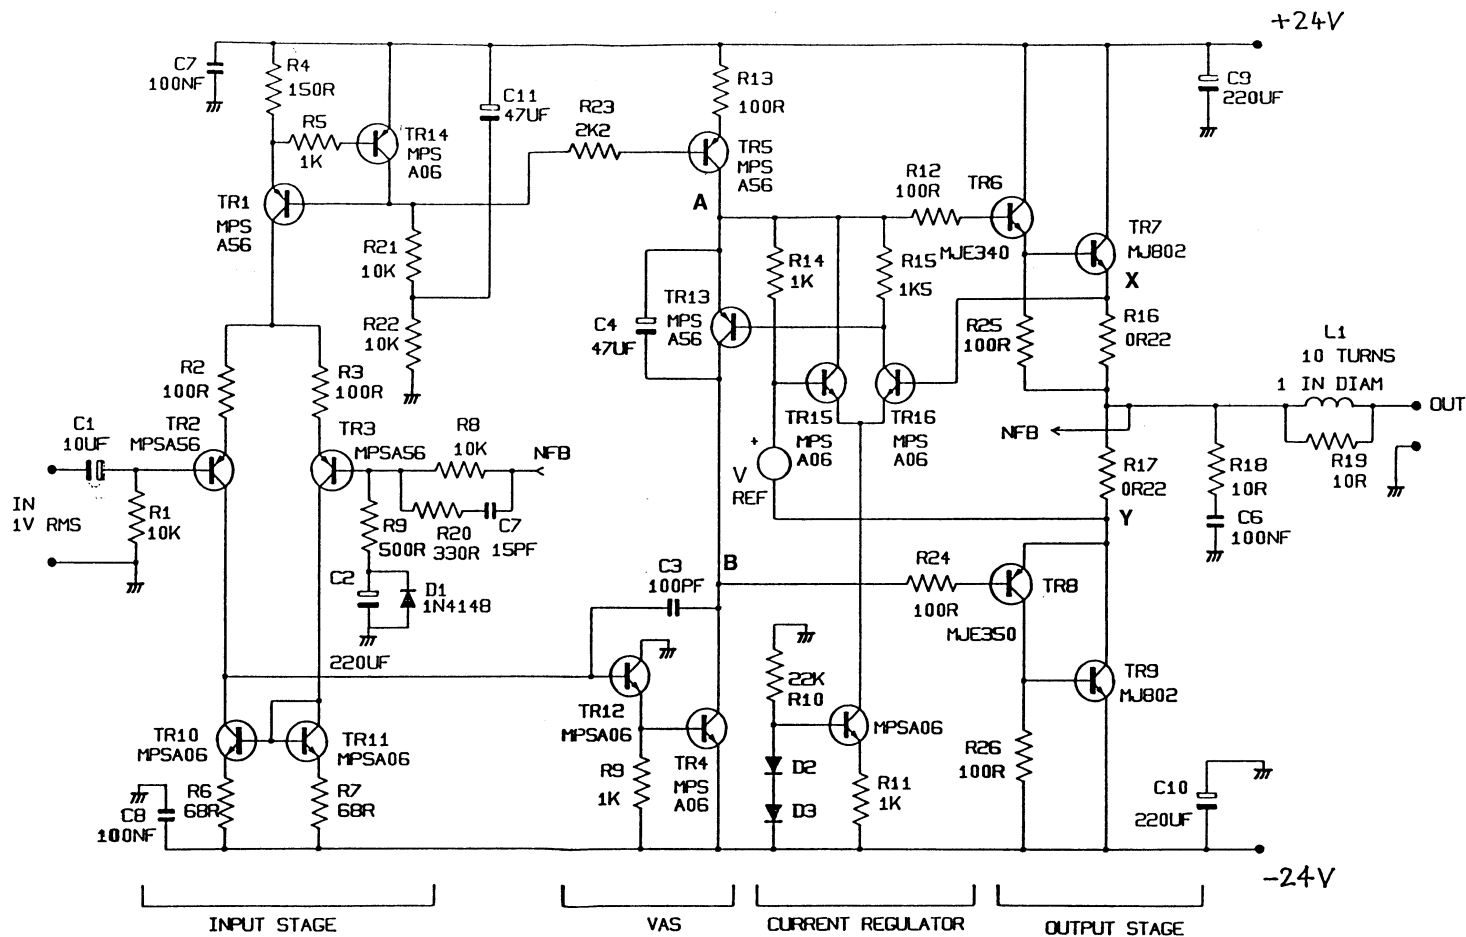 +24V
C7
100NF
R4
150R
R5
1K
TR14
MPS
A06
C11
47UF
R23
2K2
R13
100R
TR5
MPS
A56
C9
220UF
TR1
MPS
A56
A
R12
100R
TR6
MJE340
TR7
MJ802
X
R21
10K
R22
10K
R14
1K
R15
1K5
TR13
MPS
A56
C4
47UF
R25
100R
R16
0R22
L1
10 TURNS
1 IN DIAM
OUT
R2
100R
R3
100R
C1
10UF
TR2
MPSA56
TR3
MPSA56
R8
10K
NFB
TR15
MPS
A06
TR16
MPS
A06
NFB
+
V
REF
R17
0R22
Y
R18
10R
R19
10R
C6
100NF
IN
1V RMS
R1
10K
R9
500R
R20
330R
C7
15PF
B
C3
100PF
R24
100R
TR8
MJE350
C2
D1
1N4148
220UF
22K
R10
TR9
MJ802
TR10
MPSA06
TR11
MPSA06
TR12
MPSA06
TR4
MPS
A06
MPSA06
R9
1K
D2
D3
R11
1K
R26
100R
C10
220UF
R6
68R
R7
68R
C8
100NF
-24V
INPUT STAGE
VAS
CURRENT REGULATOR
OUTPUT STAGE